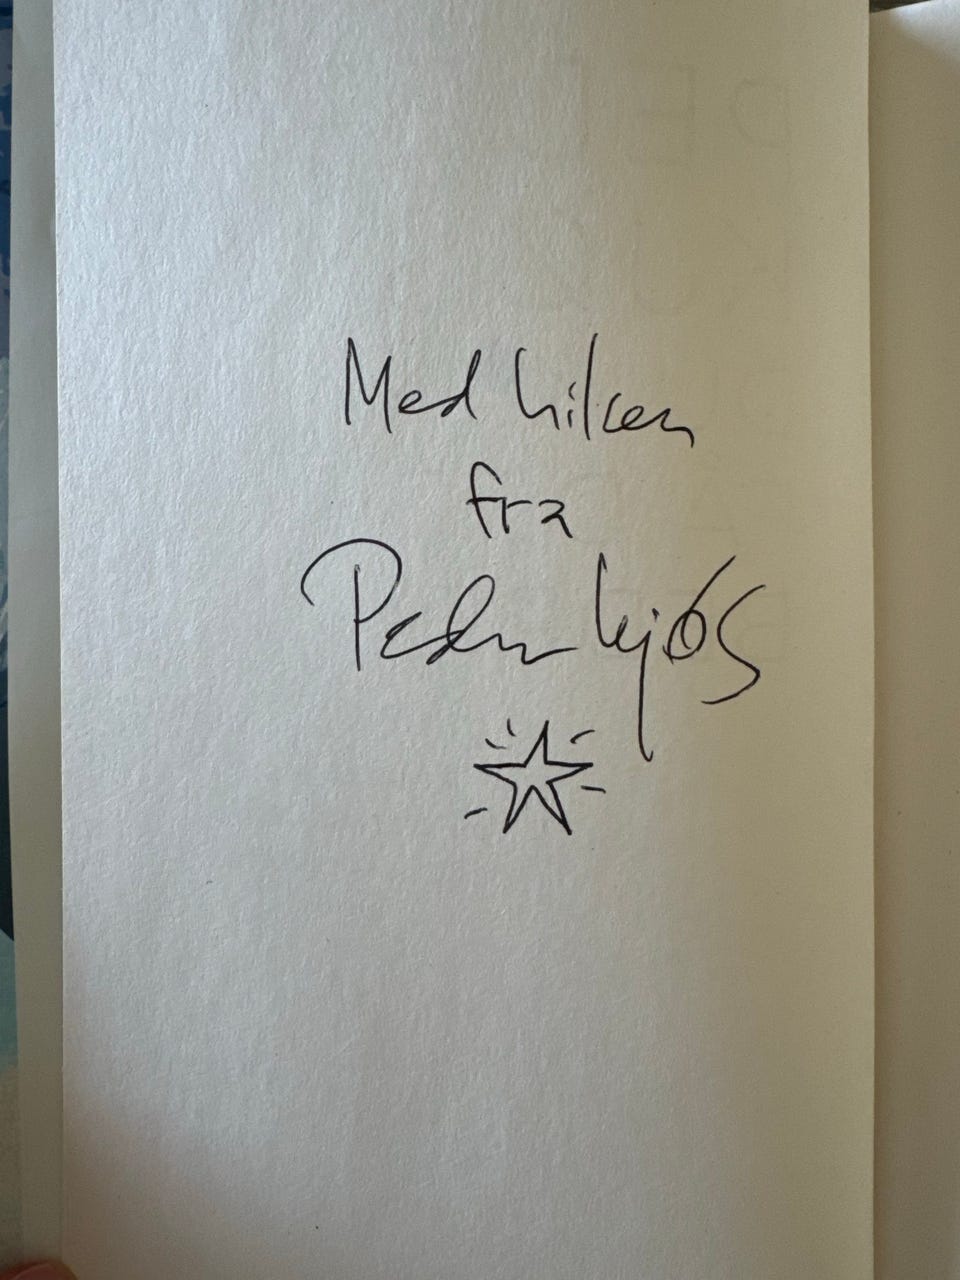 Med hilsen
fra
Peder Kjøs